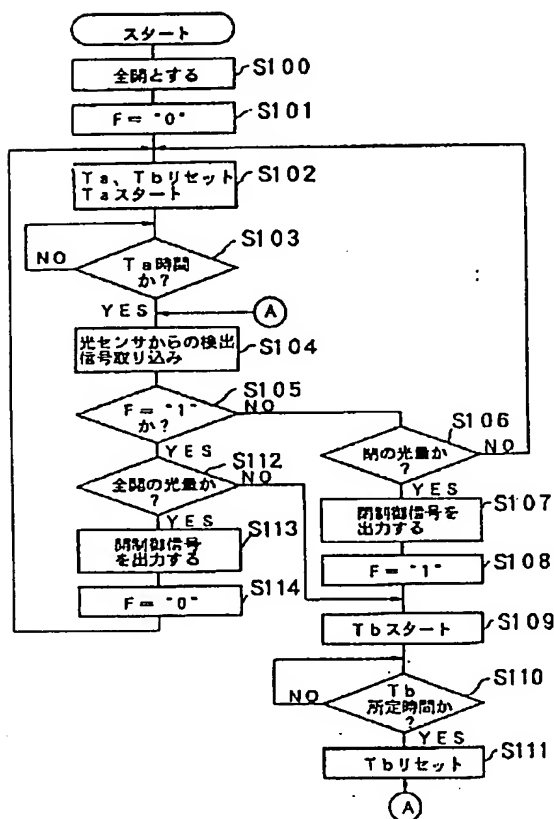 スタート
全開とする
S100
F = "0"
S101
Ta、Tbリセット
Taスタート
S102
Ta時間
か?
S103
NO
YES
A
光センサからの検出
信号取り込み
S104
F = "1"
か?
S105
NO
YES
閉の光量か
?
S106
NO
YES
全開の光量か
?
S112
NO
YES
閉制御信号を
出力する
S107
開制御信号
を出力する
S113
F = "1"
S108
F = "0"
S114
Tbスタート
S109
Tb
所定時間か
?
S110
NO
YES
Tbリセット
S111
A